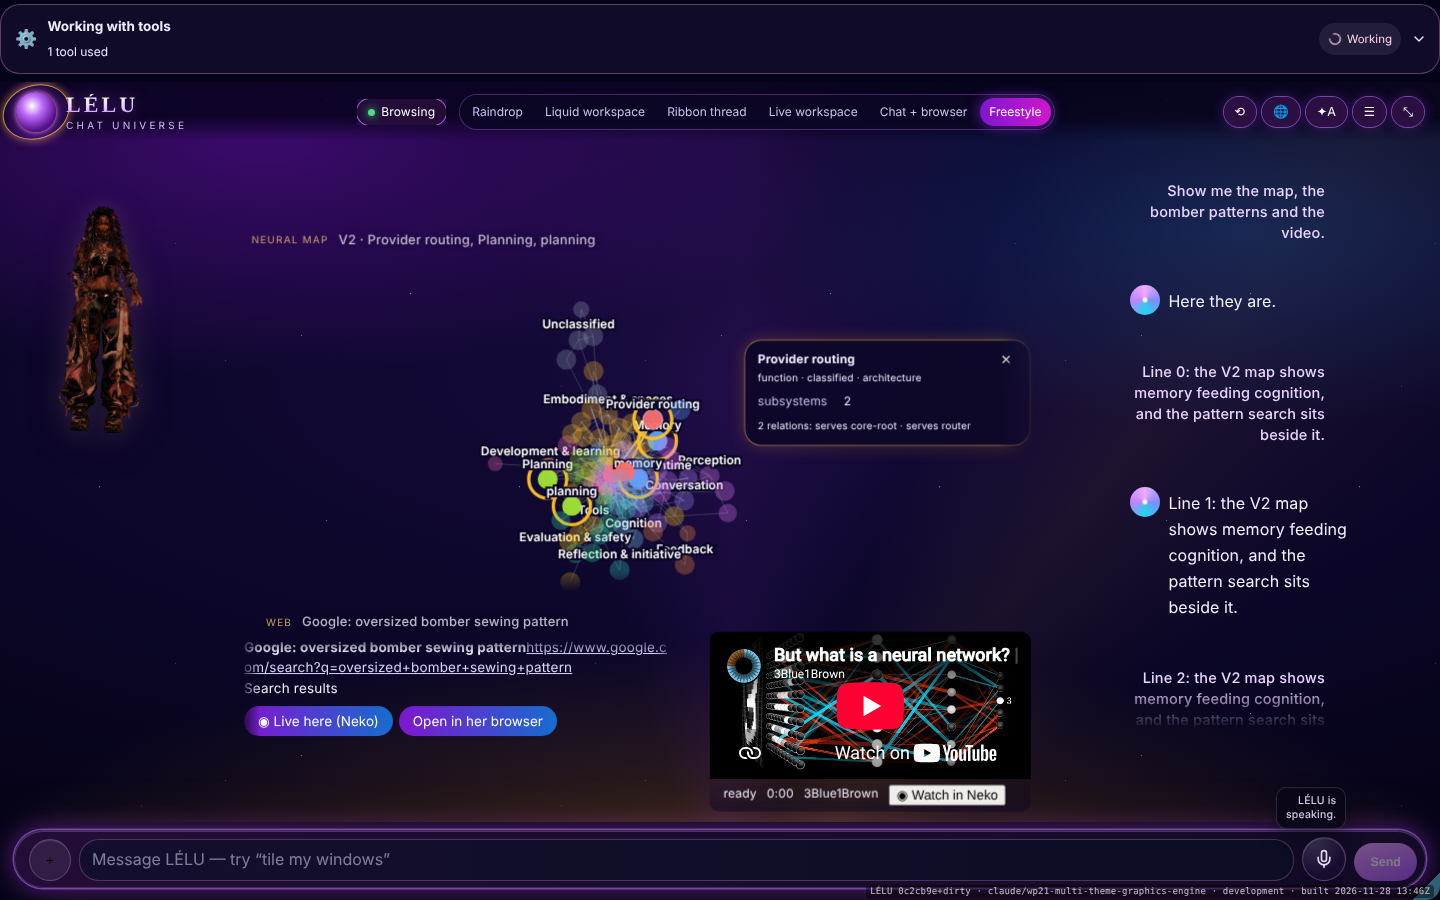 Working with tools
1 tool used
Working
LÉLU
CHAT UNIVERSE
Browsing
Raindrop
Liquid workspace
Ribbon thread
Live workspace
Chat + browser
Freestyle
✦A
NEURAL MAP V2 · Provider routing, Planning, planning
Unclassified
Provider routing
Memory
Development & learning
Planning
memory
Perception
Conversation
planning
Tools
Cognition
Evaluation & safety
Reflection & initiative
Provider routing
function · classified · architecture
subsystems 2
2 relations: serves core-root · serves router
WEB Google: oversized bomber sewing pattern
Google: oversized bomber sewing patternhttps://www.google.c
om/search?q=oversized+bomber+sewing+pattern
Search results
◉ Live here (Neko)
Open in her browser
But what is a neural network? |
3Blue1Brown
3
Watch on YouTube
ready 0:00 3Blue1Brown ◉ Watch in Neko
Show me the map, the
bomber patterns and the
video.
Here they are.
Line 0: the V2 map shows
memory feeding cognition,
and the pattern search sits
beside it.
Line 1: the V2 map
shows memory feeding
cognition, and the
pattern search sits
beside it.
Line 2: the V2 map shows
memory feeding cognition,
and the pattern search sits
LÉLU is
speaking.
+
Message LÉLU — try “tile my windows”
Send
LÉLU 0c2cb9e+dirty · claude/wp21-multi-theme-graphics-engine · development · built 2026-11-28 13:46Z